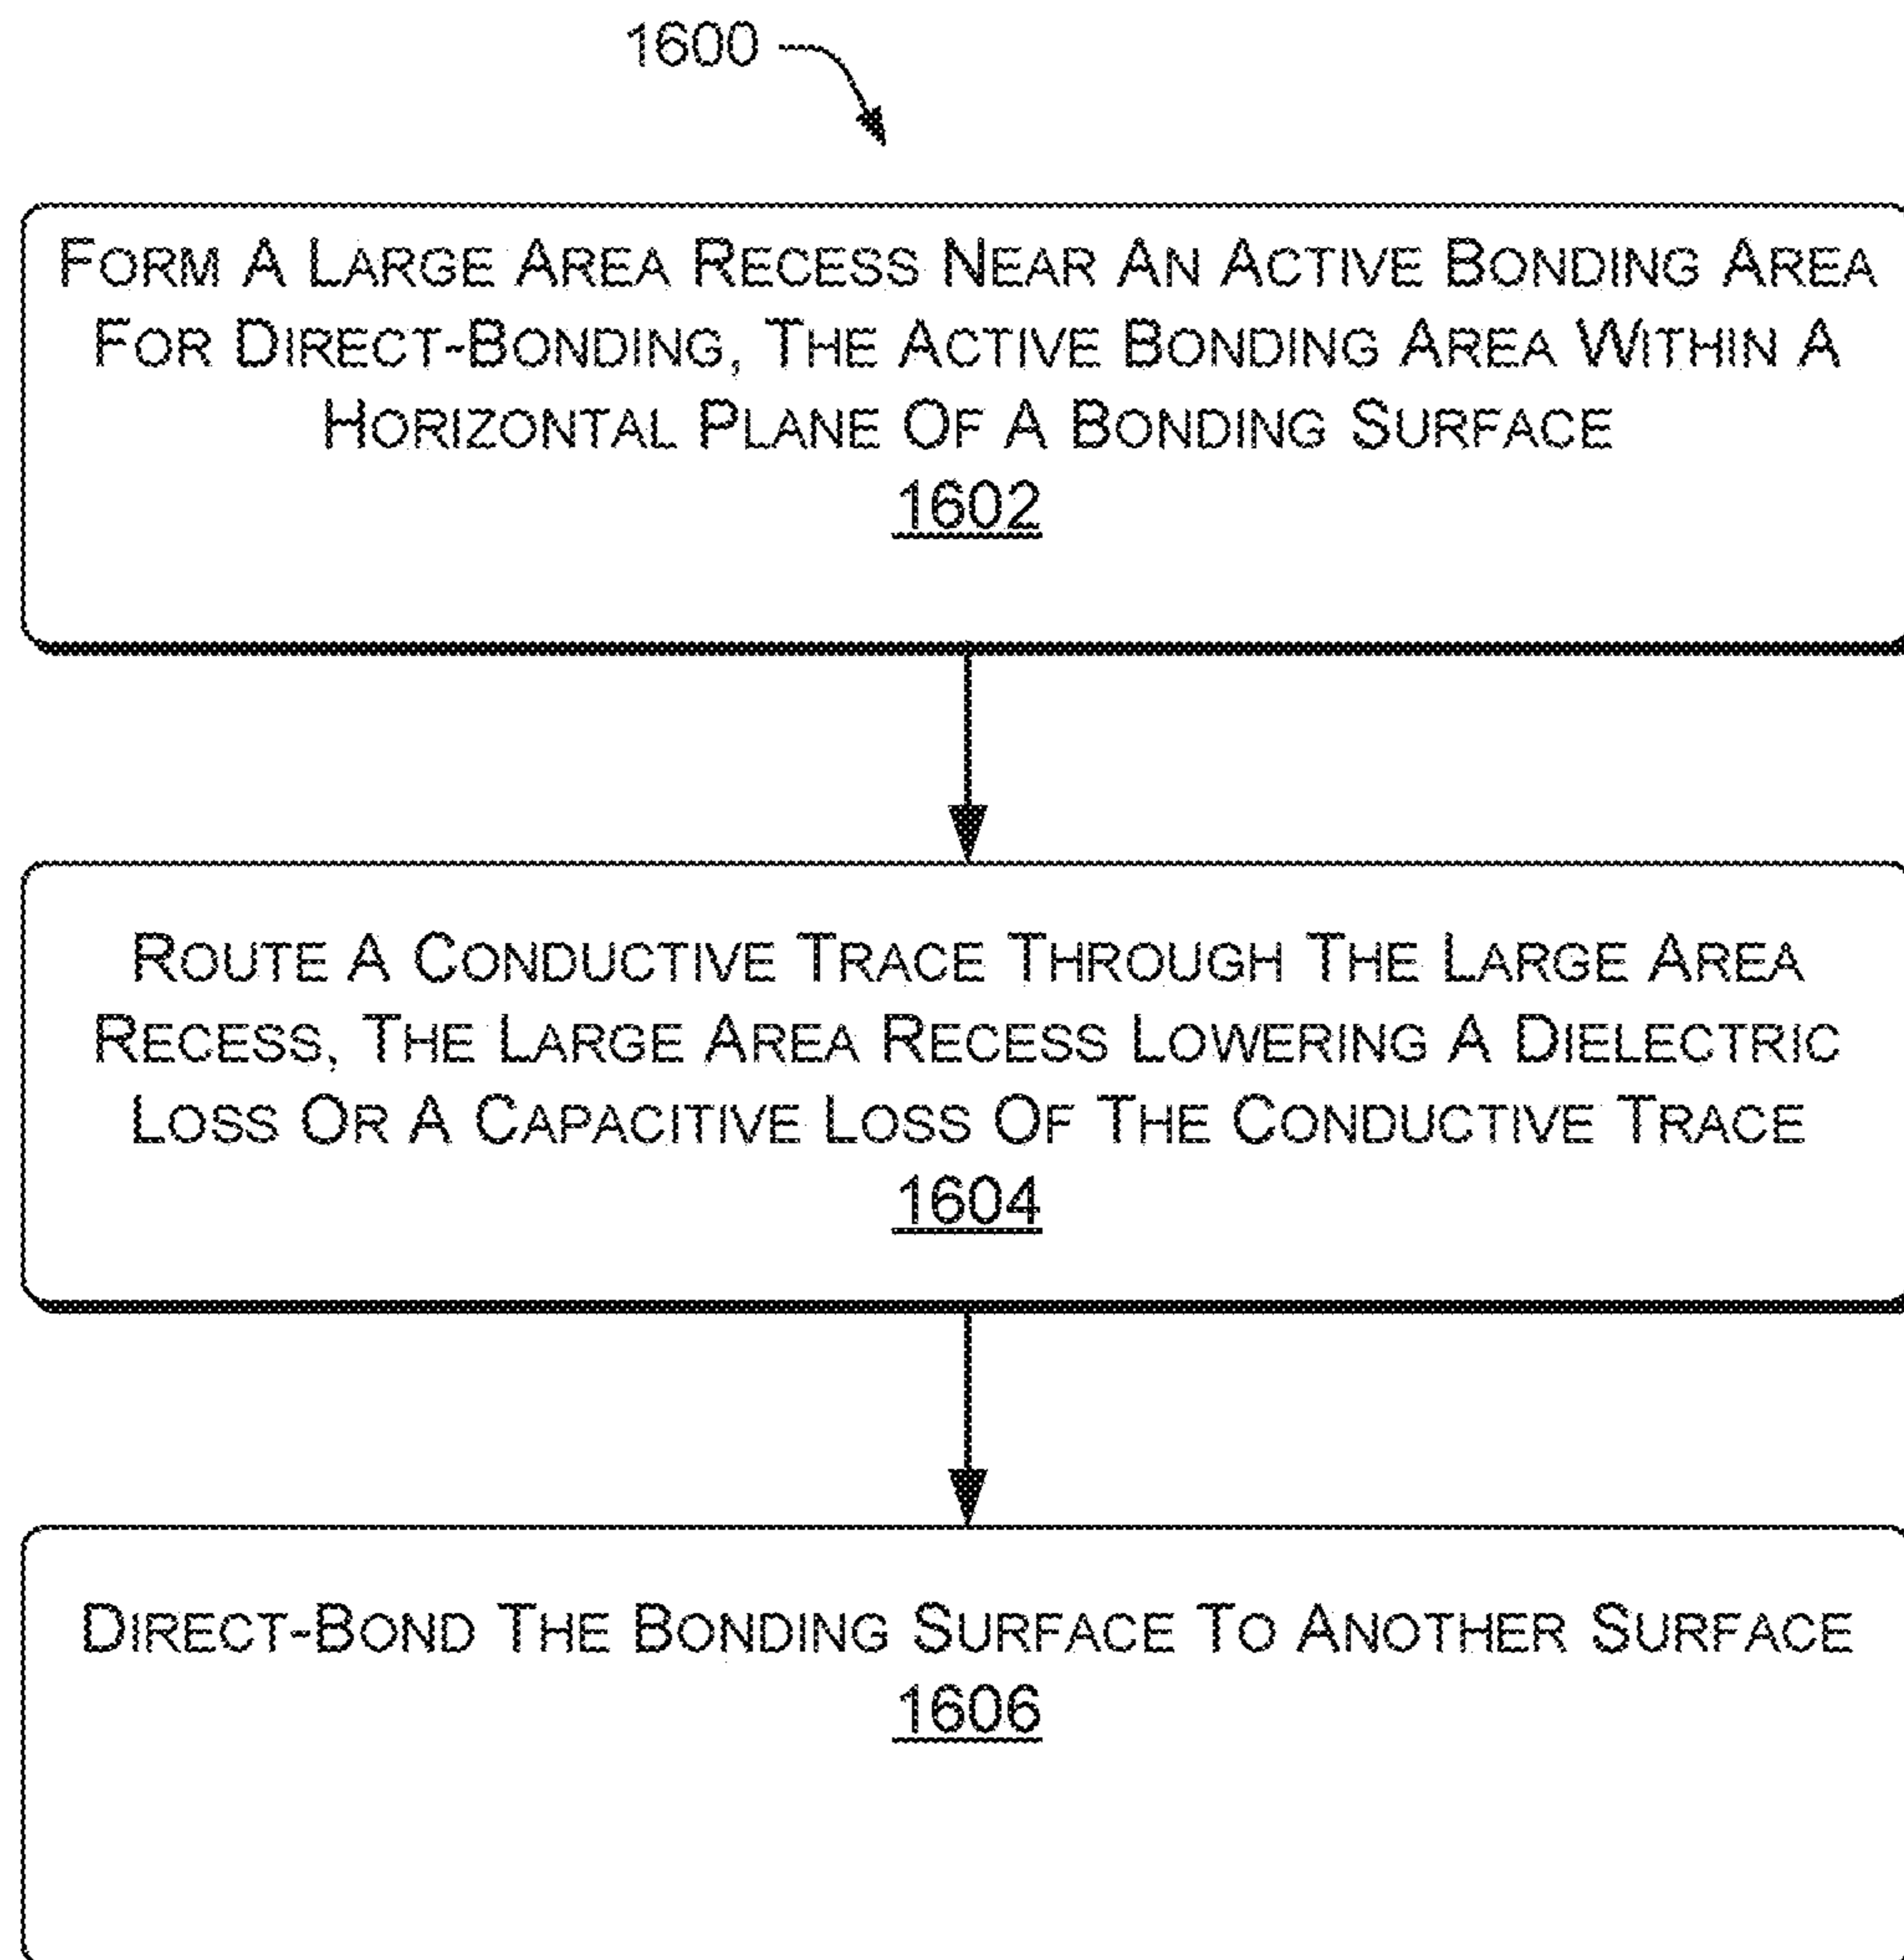 1600
FORM A LARGE AREA RECESS NEAR AN ACTIVE BONDING AREA
FOR DIRECT-BONDING, THE ACTIVE BONDING AREA WITHIN A
HORIZONTAL PLANE OF A BONDING SURFACE
1602
ROUTE A CONDUCTIVE TRACE THROUGH THE LARGE AREA
RECESS, THE LARGE AREA RECESS LOWERING A DIELECTRIC
LOSS OR A CAPACITIVE LOSS OF THE CONDUCTIVE TRACE
1604
DIRECT-BOND THE BONDING SURFACE TO ANOTHER SURFACE
1606